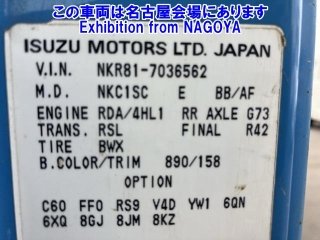 この車両は名古屋会場にあります
Exhibition from NAGOYA
ISUZU MOTORS LTD. JAPAN
V.I.N. NKR81-7036562
M.D. NKC1SC E BB/AF
ENGINE RDA/4HL1 RR AXLE G73
TRANS. RSL FINAL R42
TIRE BWX
B.COLOR/TRIM 890/158
OPTION
C60 FF0 RS9 V4D YW1 6QN
6XQ 8GJ 8JM 8KZ